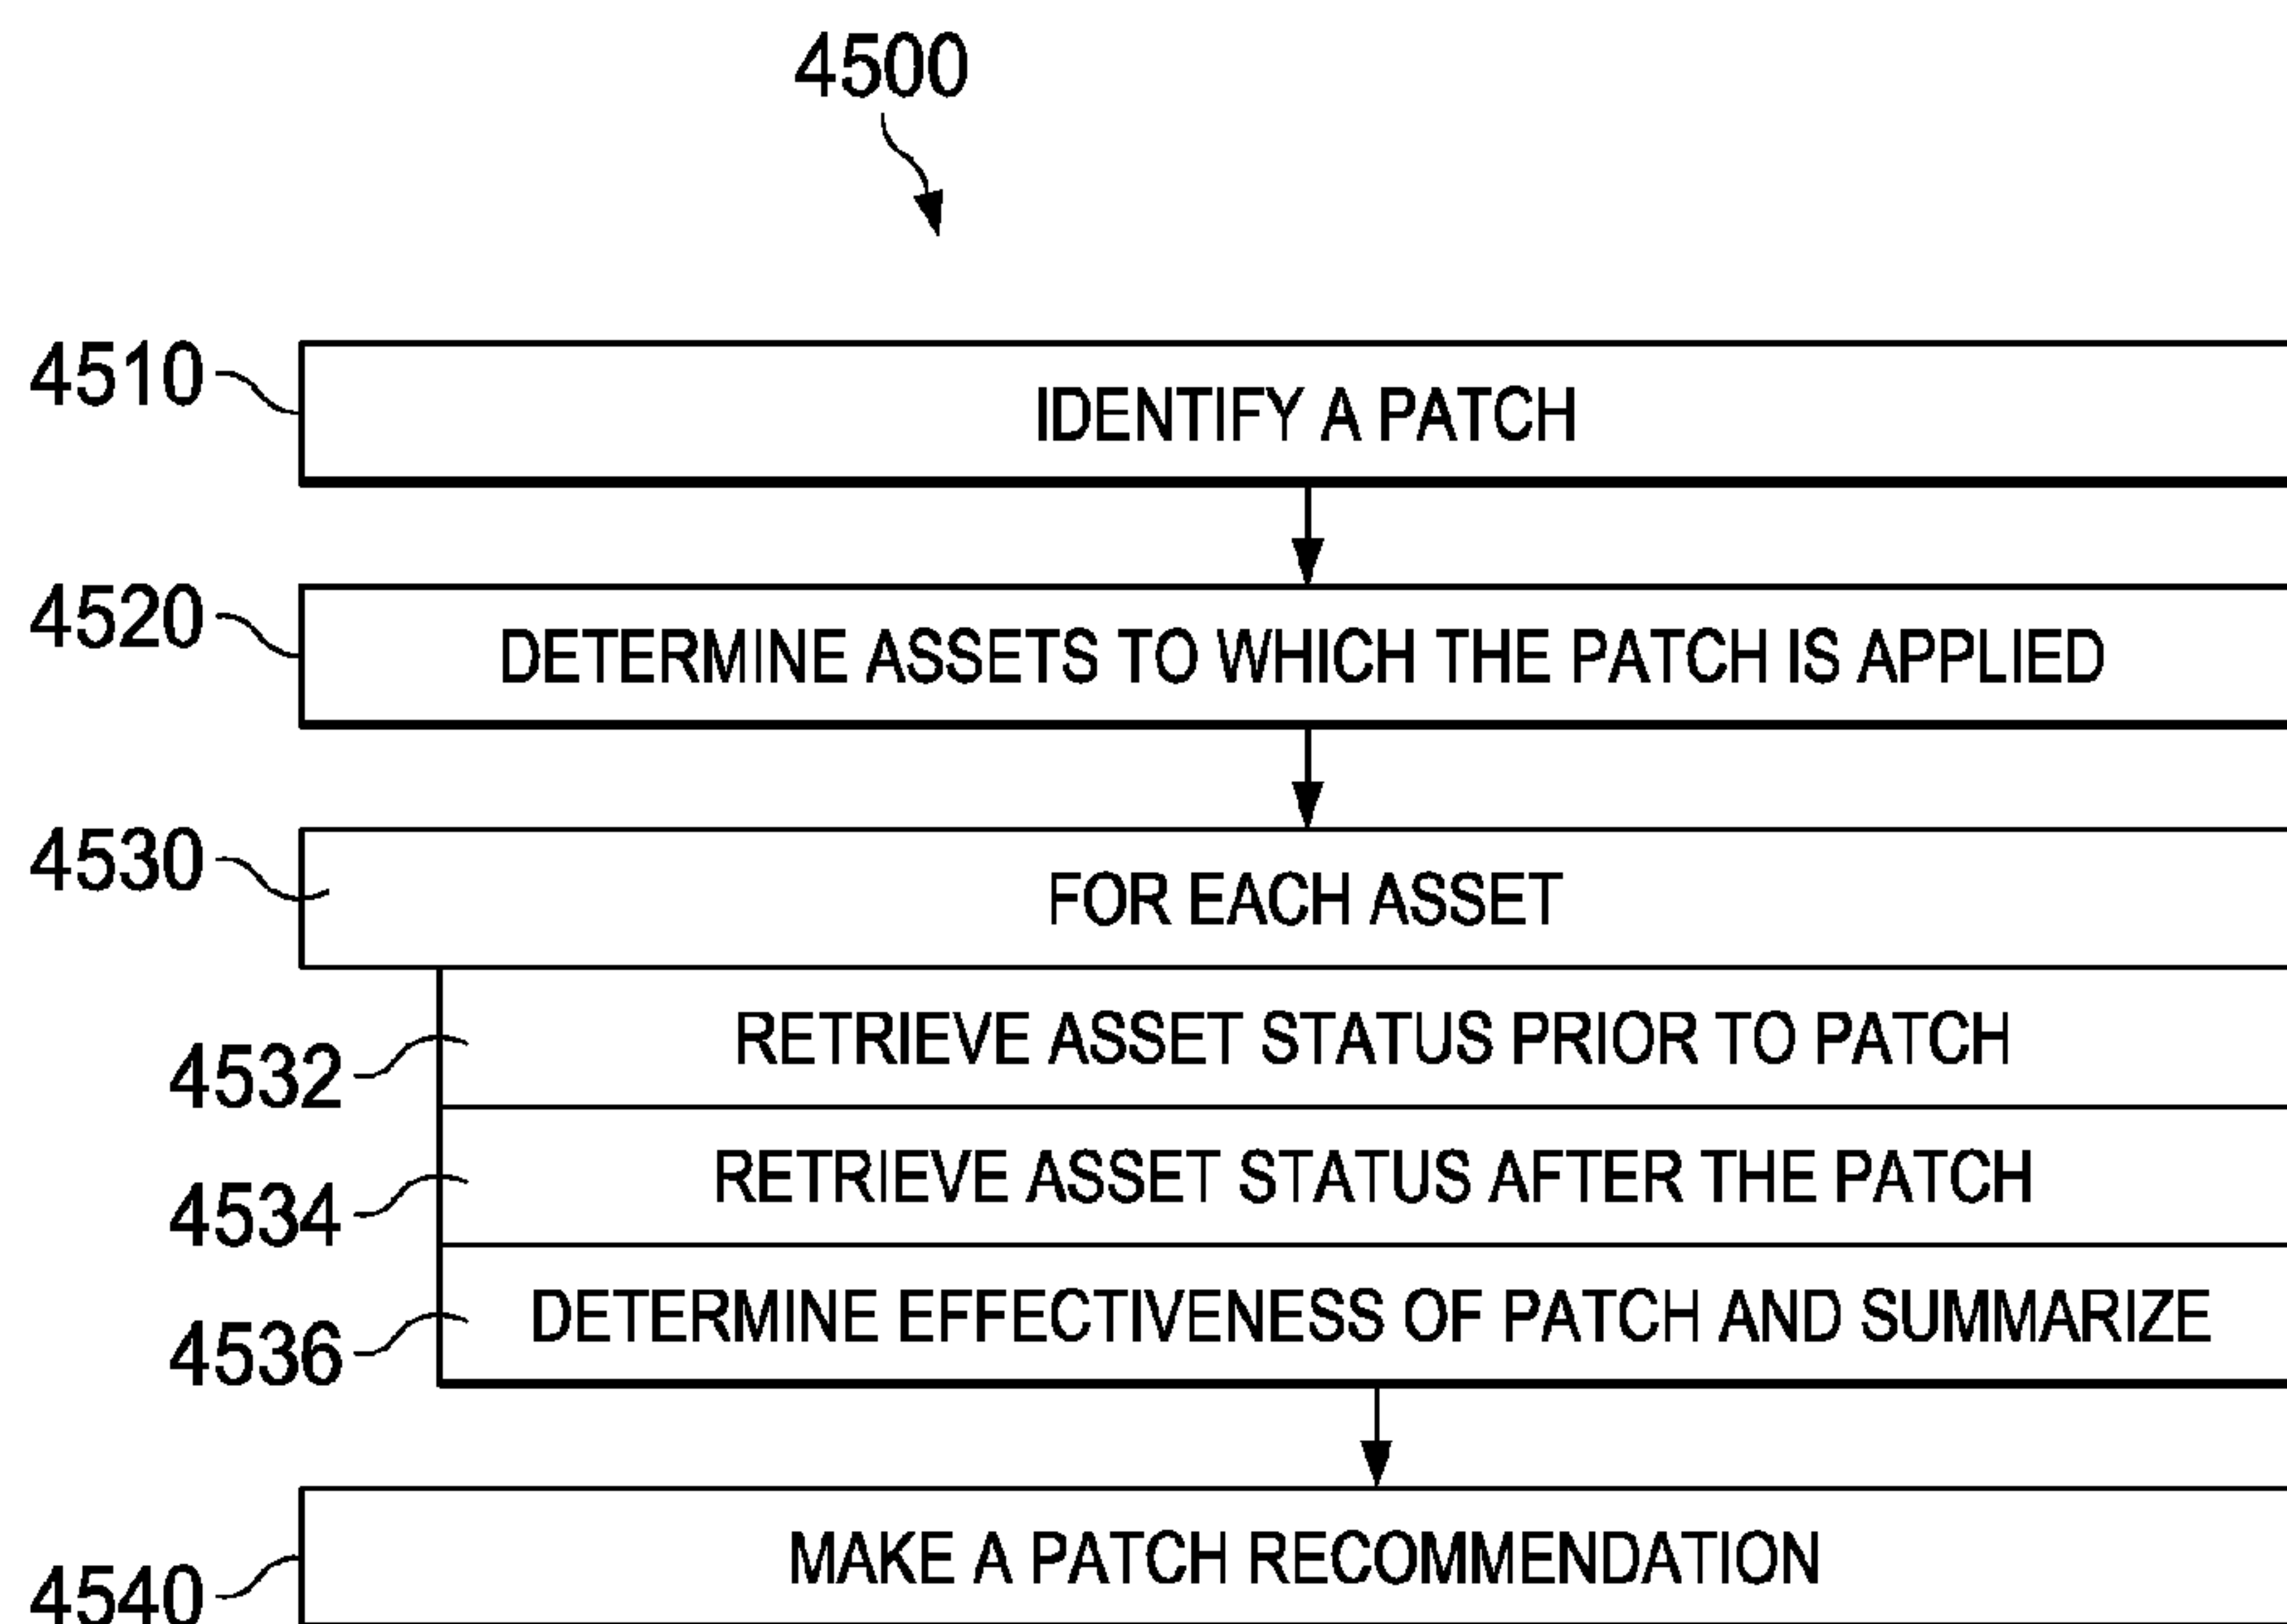 4500
4510
IDENTIFY A PATCH
4520
DETERMINE ASSETS TO WHICH THE PATCH IS APPLIED
4530
FOR EACH ASSET
4532
RETRIEVE ASSET STATUS PRIOR TO PATCH
4534
RETRIEVE ASSET STATUS AFTER THE PATCH
4536
DETERMINE EFFECTIVENESS OF PATCH AND SUMMARIZE
4540
MAKE A PATCH RECOMMENDATION